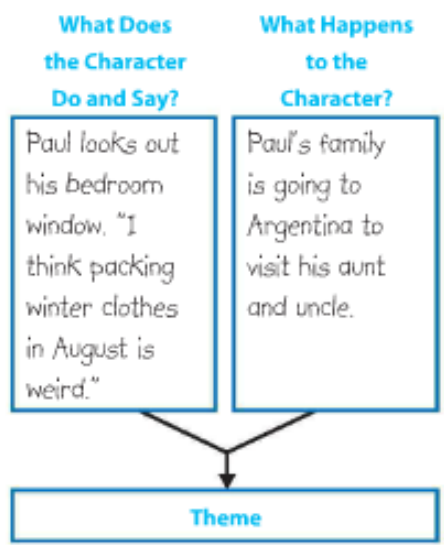 What Does
the Character
Do and Say?
Paul looks out
his bedroom
window. "I
think packing
winter clothes
in August is
weird."
What Happens
to the
Character?
Paul's family
is going to
Argentina to
visit his aunt
and uncle.
Theme